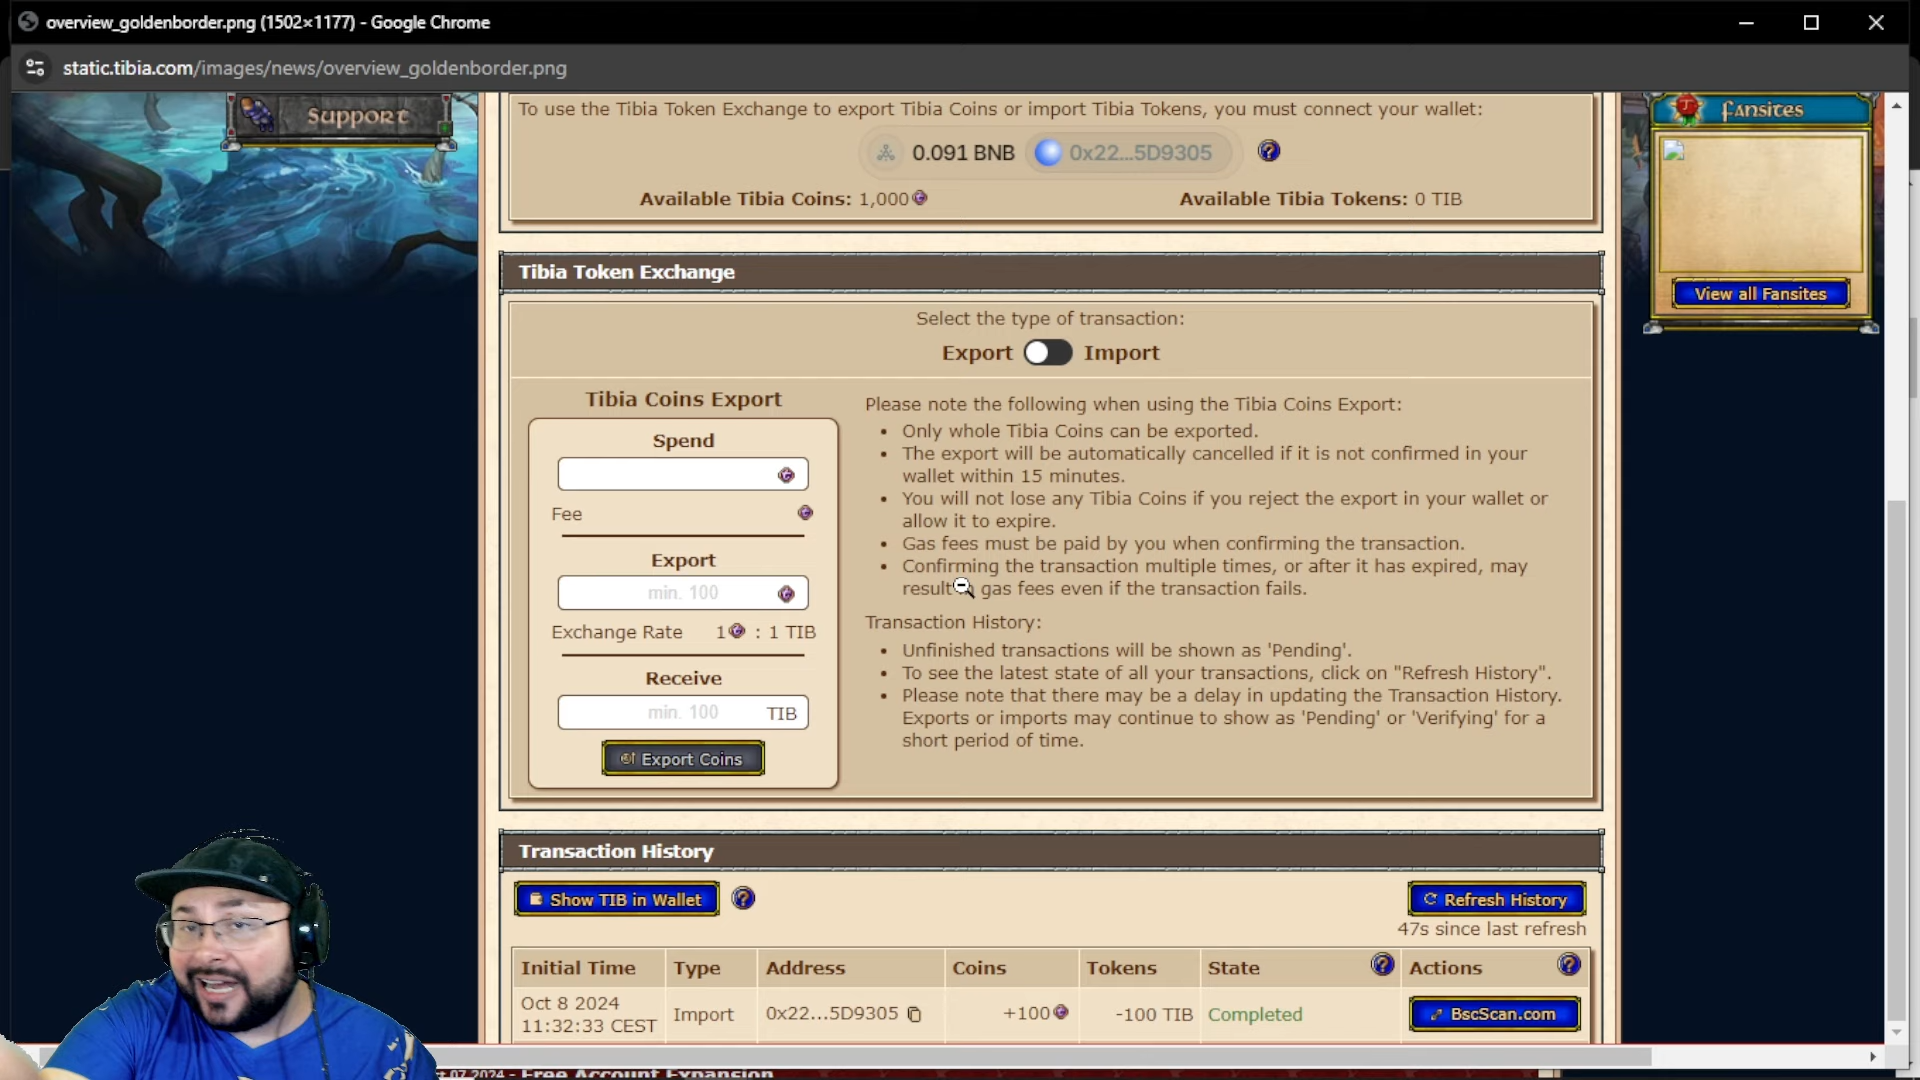 overview_goldenborder.png (1502×1177) - Google Chrome
static.tibia.com/images/news/overview_goldenborder.png
Support
To use the Tibia Token Exchange to export Tibia Coins or import Tibia Tokens, you must connect your wallet:
0.091 BNB 0x22...5D9305
Available Tibia Coins: 1,000 Available Tibia Tokens: 0 TIB
Fansites
View all Fansites
Tibia Token Exchange
Select the type of transaction:
Export Import
Tibia Coins Export
Spend
Fee
Export
min. 100
Exchange Rate 1 : 1 TIB
Receive
min. 100 TIB
Export Coins
Please note the following when using the Tibia Coins Export:
• Only whole Tibia Coins can be exported.
• The export will be automatically cancelled if it is not confirmed in your
wallet within 15 minutes.
• You will not lose any Tibia Coins if you reject the export in your wallet or
allow it to expire.
• Gas fees must be paid by you when confirming the transaction.
• Confirming the transaction multiple times, or after it has expired, may
result gas fees even if the transaction fails.
Transaction History:
• Unfinished transactions will be shown as 'Pending'.
• To see the latest state of all your transactions, click on "Refresh History".
• Please note that there may be a delay in updating the Transaction History.
Exports or imports may continue to show as 'Pending' or 'Verifying' for a
short period of time.
Transaction History
Show TIB in Wallet
Refresh History
47s since last refresh
Initial Time Type Address Coins Tokens State Actions
Oct 8 2024
11:32:33 CEST
Import 0x22...5D9305 +100 -100 TIB Completed BscScan.com
07 2024 - Free Account Expansion